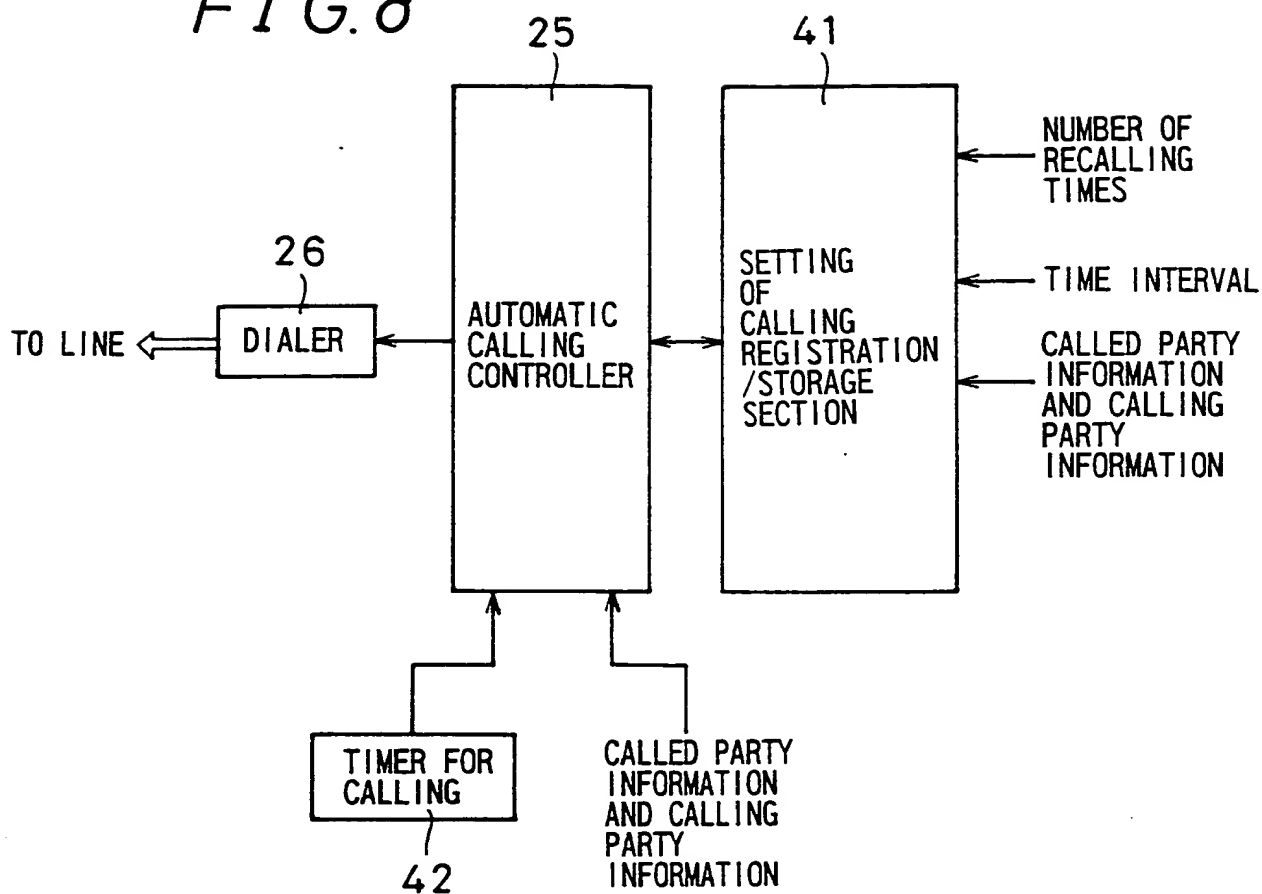 FIG. 8
25
41
NUMBER OF
RECALLING
TIMES
26
SETTING
OF
CALLING
REGISTRATION
/STORAGE
SECTION
TIME INTERVAL
TO LINE
DIALER
AUTOMATIC
CALLING
CONTROLLER
CALLED PARTY
INFORMATION
AND CALLING
PARTY
INFORMATION
TIMER FOR
CALLING
42
CALLED PARTY
INFORMATION
AND CALLING
PARTY
INFORMATION